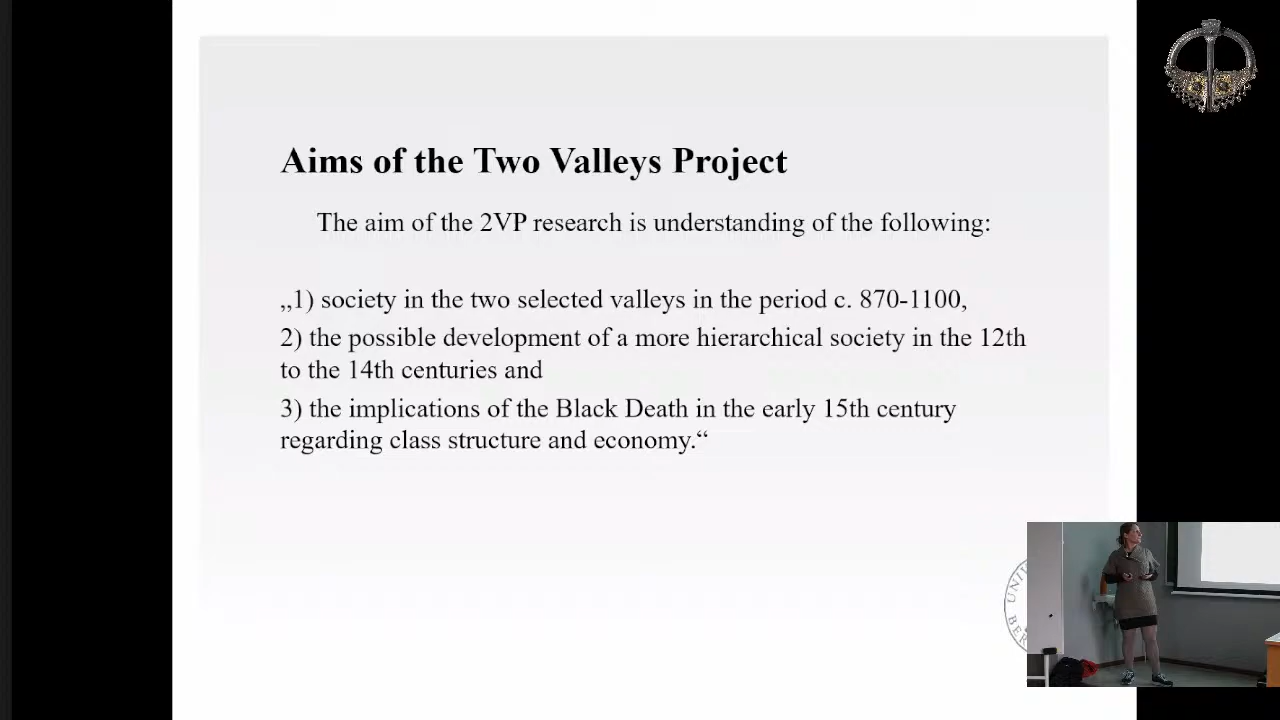 Aims of the Two Valleys Project
The aim of the 2VP research is understanding of the following:
„1) society in the two selected valleys in the period c. 870-1100,
2) the possible development of a more hierarchical society in the 12th
to the 14th centuries and
3) the implications of the Black Death in the early 15th century
regarding class structure and economy.“